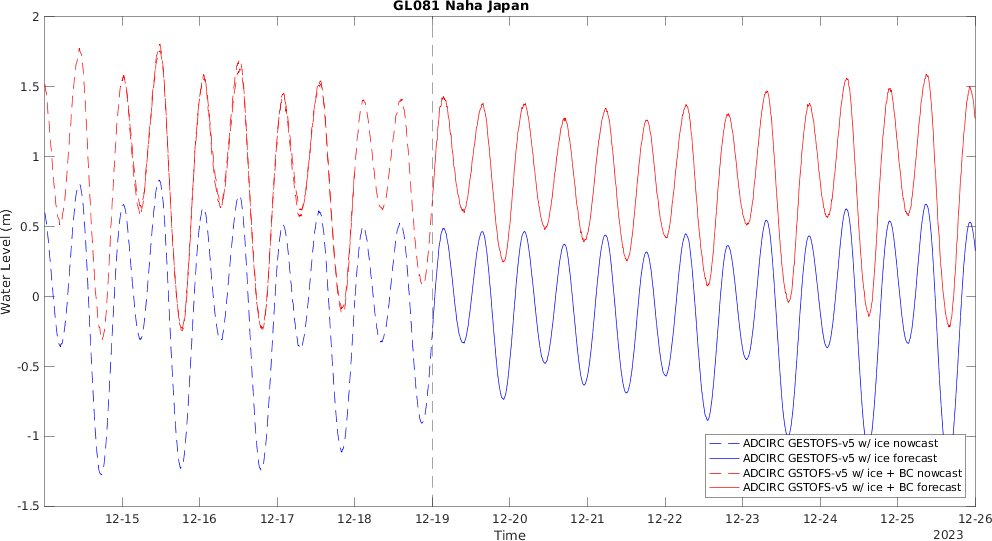 GL081 Naha Japan
2
1.5
1
0.5
0
-0.5
-1
-1.5
Water Level (m)
ADCIRC GESTOFS-v5 w/ ice nowcast
ADCIRC GESTOFS-v5 w/ ice forecast
ADCIRC GSTOFS-v5 w/ ice + BC nowcast
ADCIRC GSTOFS-v5 w/ ice + BC forecast
12-15 12-16 12-17 12-18 12-19 12-20 12-21 12-22 12-23 12-24 12-25 12-26
Time
2023